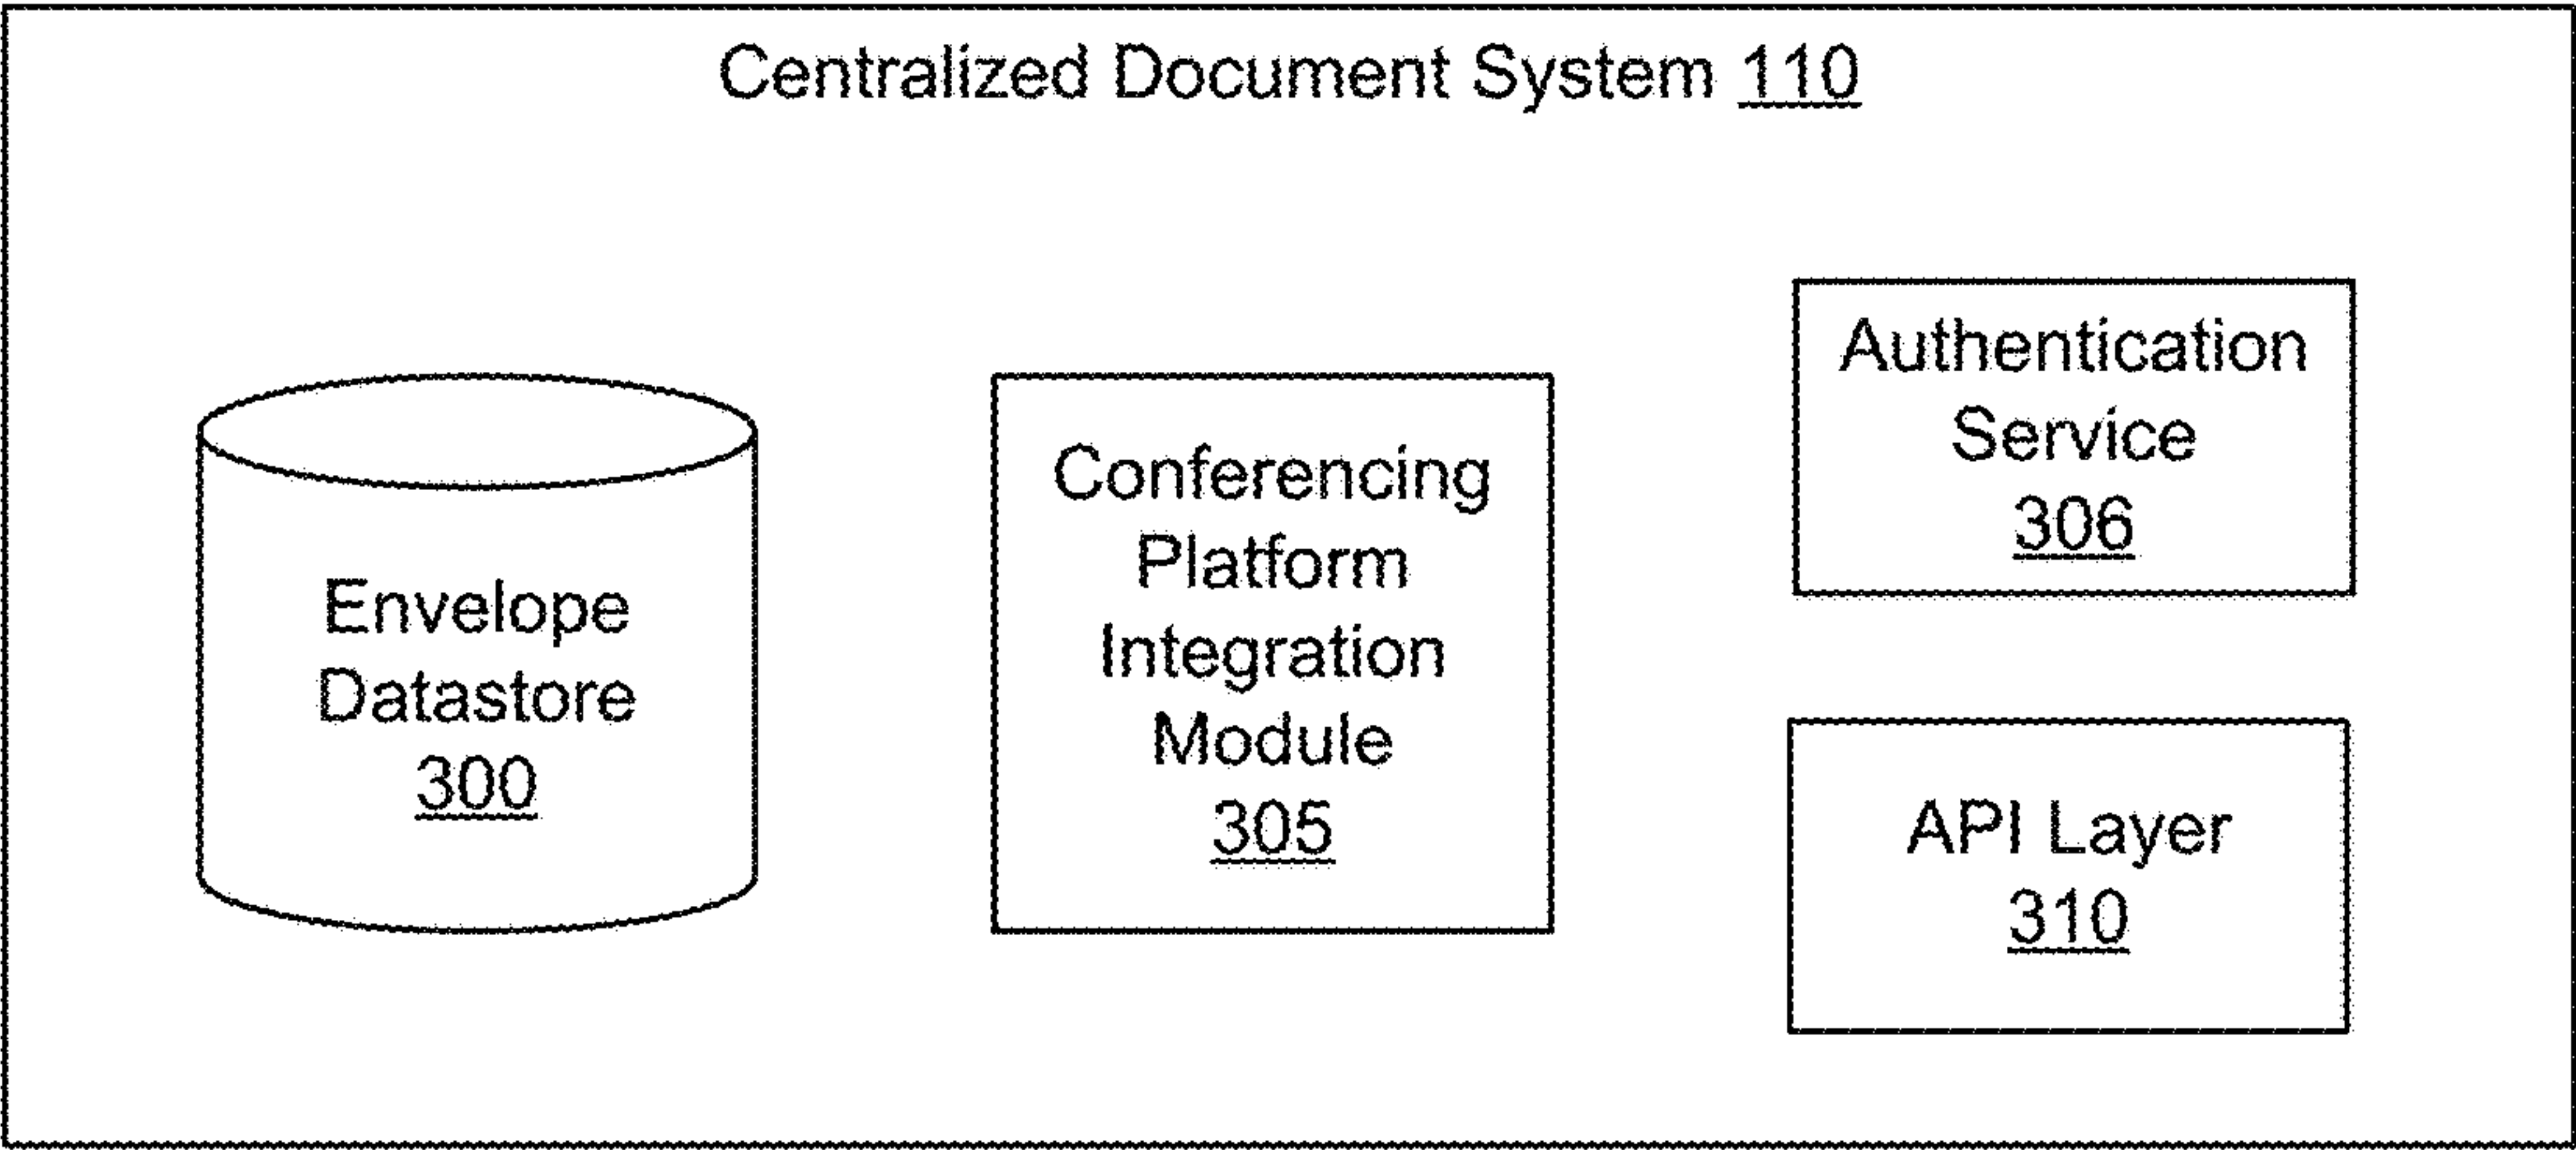 Centralized Document System 110
Envelope
Datastore
300
Conferencing
Platform
Integration
Module
305
Authentication
Service
306
API Layer
310